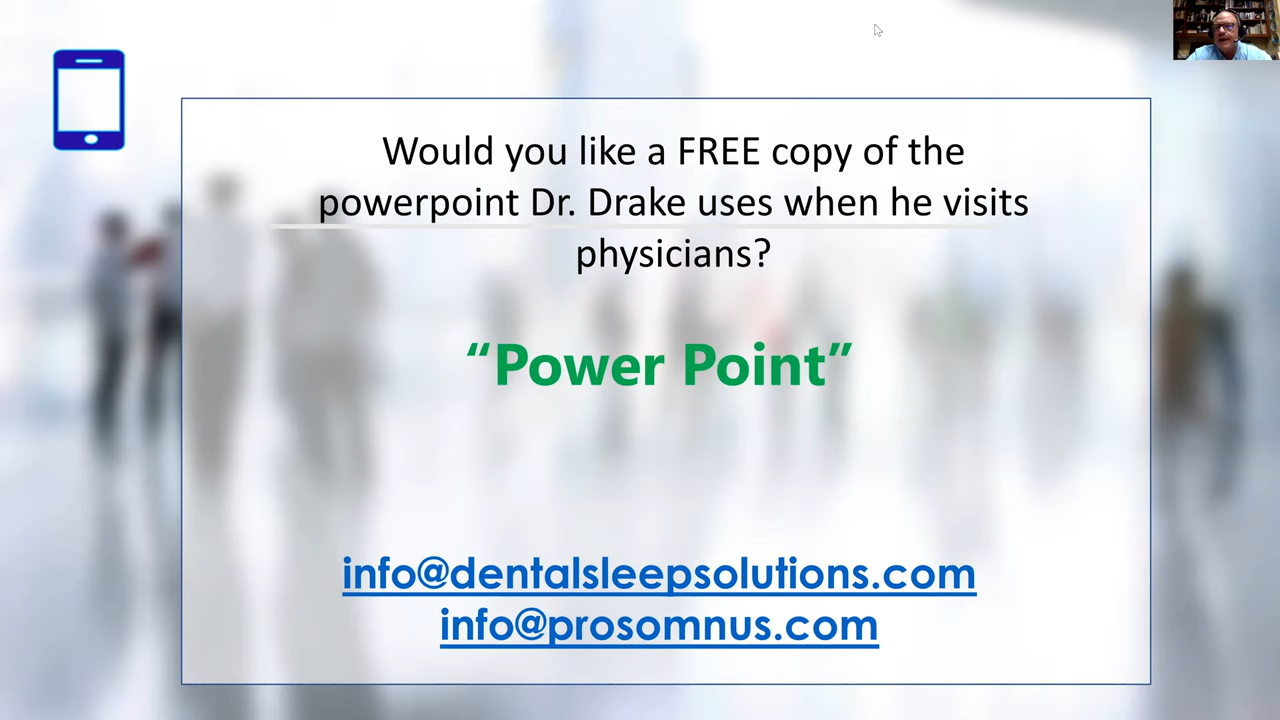 Would you like a FREE copy of the
powerpoint Dr. Drake uses when he visits
physicians?
“Power Point”
info@dentalsleepsolutions.com
info@prosomnus.com